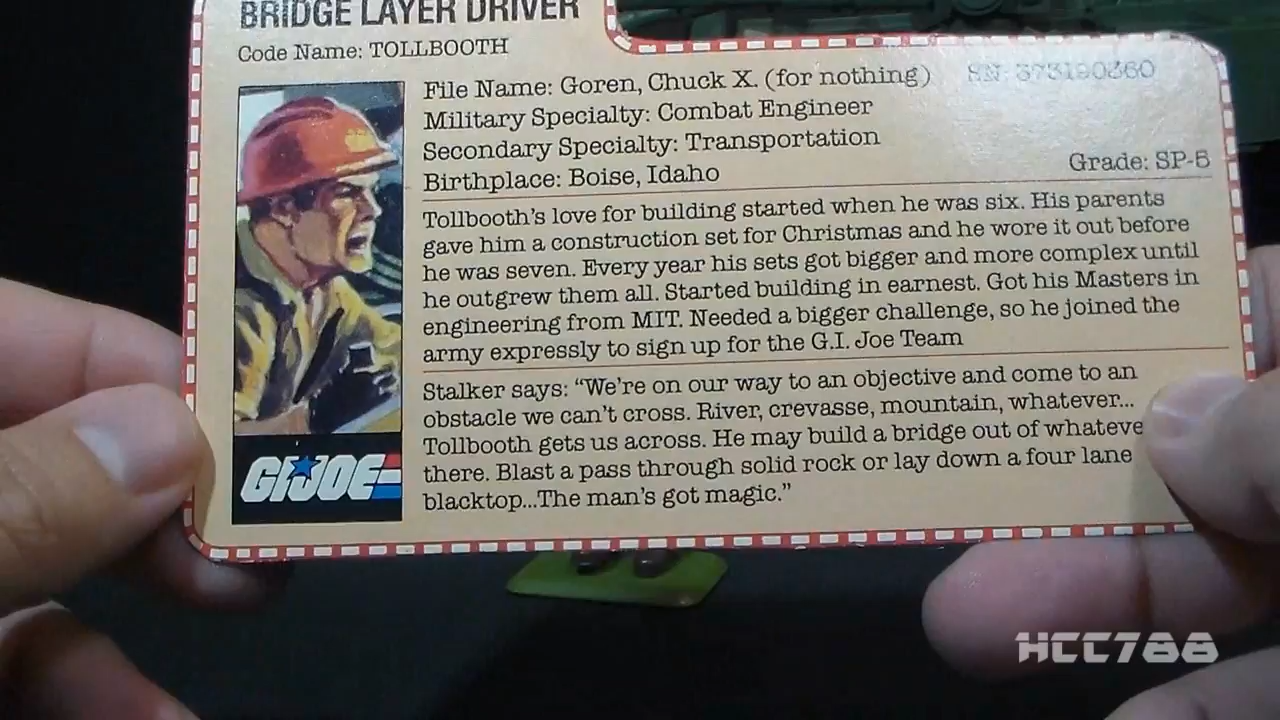 BRIDGE LAYER DRIVER
Code Name: TOLLBOOTH
File Name: Goren, Chuck X. (for nothing) SN: 373190360
Military Specialty: Combat Engineer
Secondary Specialty: Transportation
Birthplace: Boise, Idaho Grade: SP-5
Tollbooth's love for building started when he was six. His parents
gave him a construction set for Christmas and he wore it out before
he was seven. Every year his sets got bigger and more complex until
he outgrew them all. Started building in earnest. Got his Masters in
engineering from MIT. Needed a bigger challenge, so he joined the
army expressly to sign up for the G.I. Joe Team
Stalker says: “We're on our way to an objective and come to an
obstacle we can't cross. River, crevasse, mountain, whatever...
Tollbooth gets us across. He may build a bridge out of whateve
there. Blast a pass through solid rock or lay down a four lane
blacktop...The man's got magic.”
GI JOE
HCC788